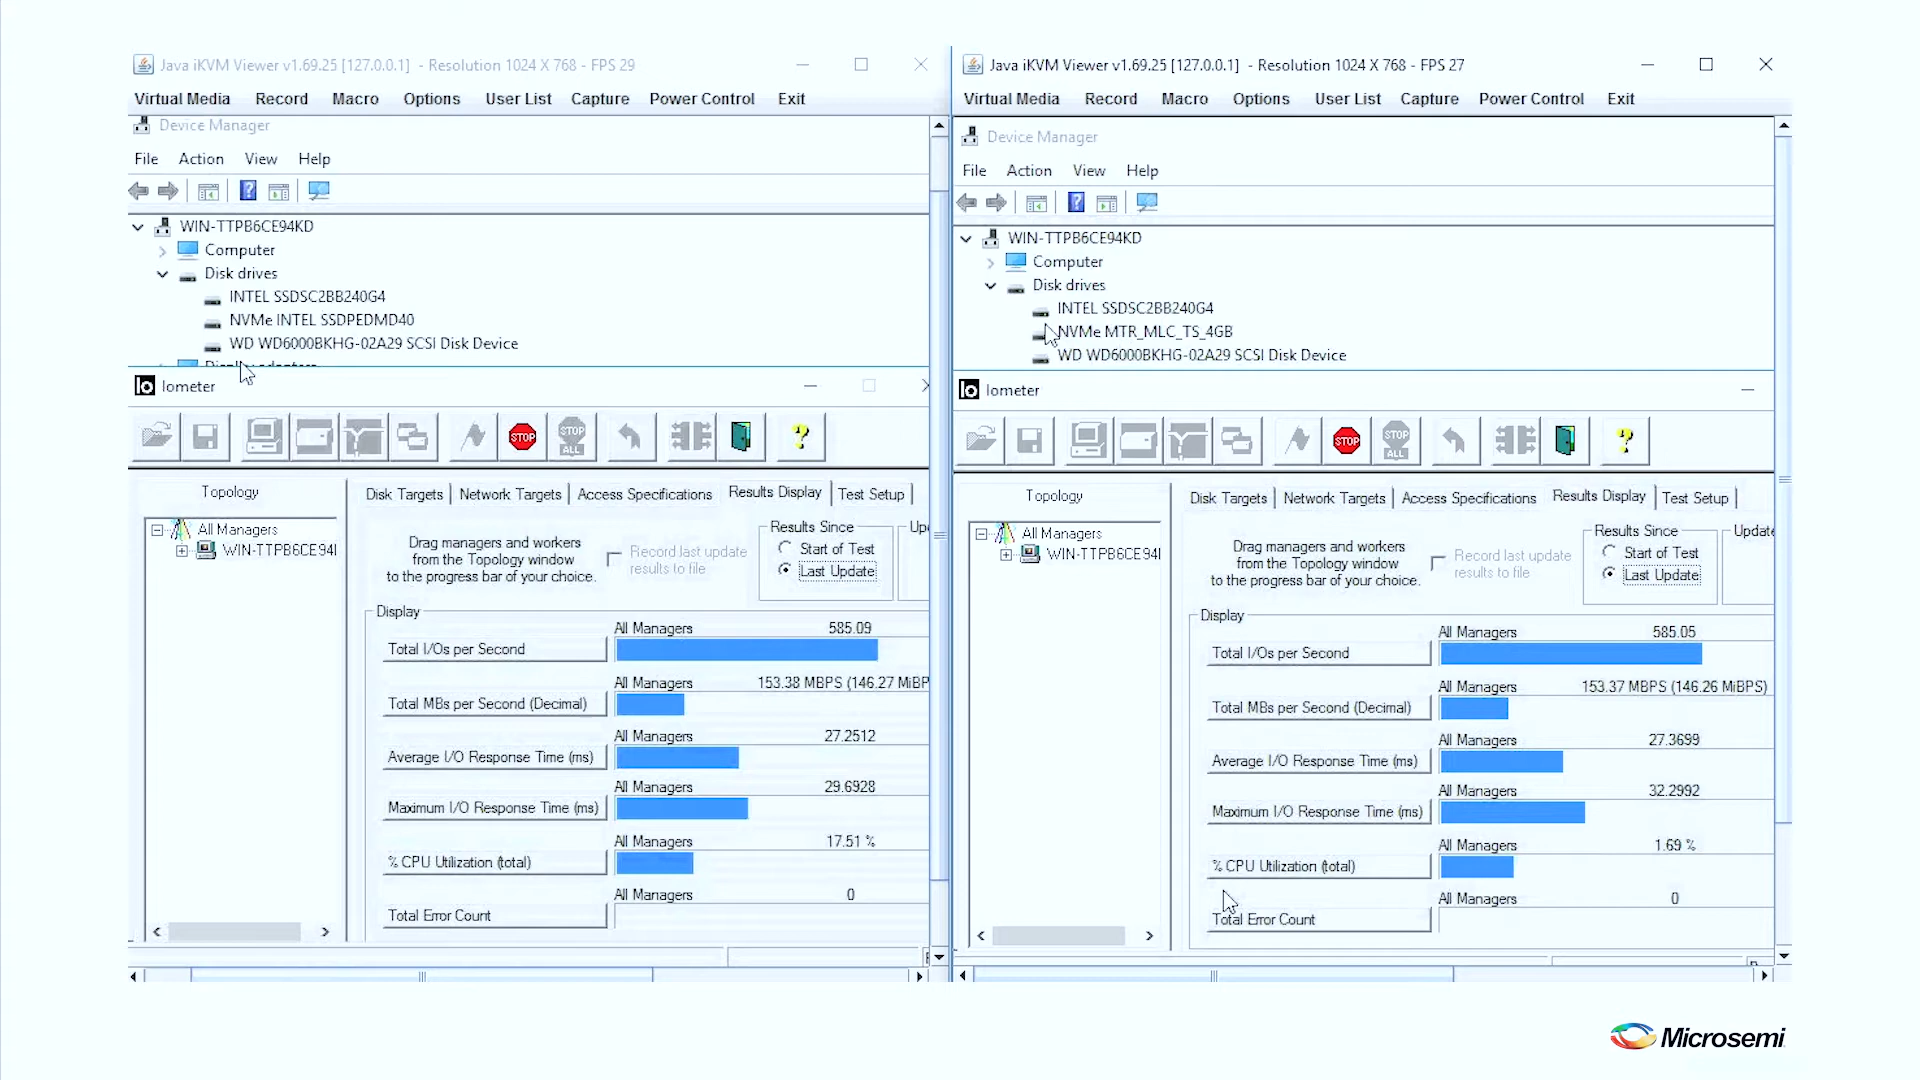 Java iKVM Viewer v1.69.25 [127.0.0.1] - Resolution 1024 X 768 - FPS 29
Virtual Media Record Macro Options User List Capture Power Control Exit
Device Manager
File Action View Help
WIN-TTPB6CE94KD
Computer
Disk drives
INTEL SSDSC2BB240G4
NVMe INTEL SSDPEDMD40
WD WD6000BKHG-02A29 SCSI Disk Device
Iometer
STOP
STOP ALL
Topology
All Managers
WIN-TTPB6CE94
Disk Targets Network Targets Access Specifications Results Display Test Setup
Drag managers and workers
from the Topology window
to the progress bar of your choice.
Record last update
results to file
Results Since
Start of Test
Last Update
Display
All Managers 585.09
Total I/Os per Second
All Managers 153.38 MBPS (146.27 MiBP
Total MBs per Second (Decimal)
All Managers 27.2512
Average I/O Response Time (ms)
All Managers 29.6928
Maximum I/O Response Time (ms)
All Managers 17.51 %
% CPU Utilization (total)
All Managers 0
Total Error Count
Java iKVM Viewer v1.69.25 [127.0.0.1] - Resolution 1024 X 768 - FPS 27
Virtual Media Record Macro Options User List Capture Power Control Exit
Device Manager
File Action View Help
WIN-TTPB6CE94KD
Computer
Disk drives
INTEL SSDSC2BB240G4
NVMe MTR_MLC_TS_4GB
WD WD6000BKHG-02A29 SCSI Disk Device
Iometer
STOP
STOP ALL
Topology
All Managers
WIN-TTPB6CE94
Disk Targets Network Targets Access Specifications Results Display Test Setup
Drag managers and workers
from the Topology window
to the progress bar of your choice.
Record last update
results to file
Results Since
Start of Test
Last Update
Update
Display
All Managers 585.05
Total I/Os per Second
All Managers 153.37 MBPS (146.26 MiBPS)
Total MBs per Second (Decimal)
All Managers 27.3699
Average I/O Response Time (ms)
All Managers 32.2992
Maximum I/O Response Time (ms)
All Managers 1.69 %
% CPU Utilization (total)
All Managers 0
Total Error Count
Microsemi